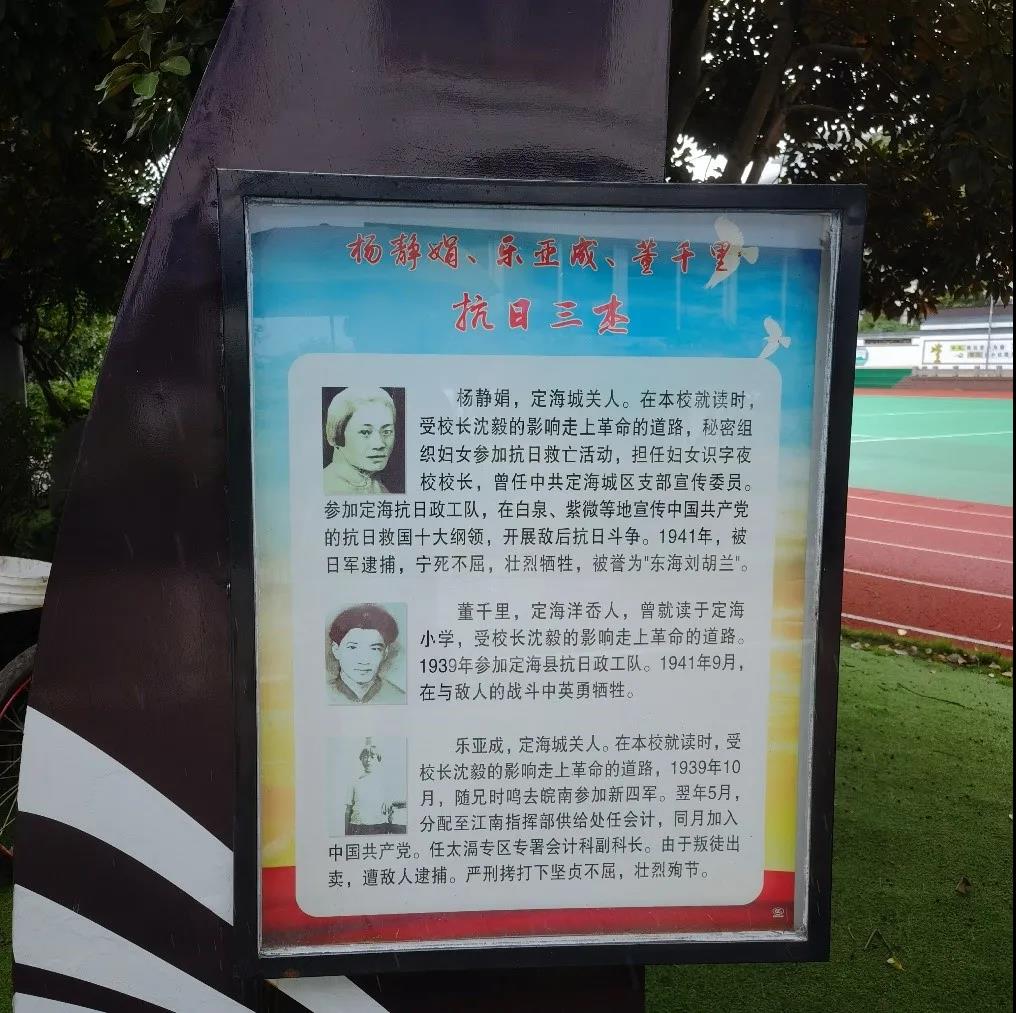 杨静娟、乐亚成、董千里
抗日三杰
杨静娟，定海城关人。在本校就读时，
受校长沈毅的影响走上革命的道路，秘密组
织妇女参加抗日救亡活动，担任妇女识字夜
校校长，曾任中共定海城区支部宣传委员。
参加定海抗日政工队，在白泉、紫微等地宣传中国共产党
的抗日救国十大纲领，开展敌后抗日斗争。1941年，被
日军逮捕，宁死不屈，壮烈牺牲，被誉为"东海刘胡兰"。
董千里，定海洋岙人，曾就读于定海
小学，受校长沈毅的影响走上革命的道路。
1939年参加定海县抗日政工队。1941年9月，
在与敌人的战斗中英勇牺牲。
乐亚成，定海城关人。在本校就读时，受
校长沈毅的影响走上革命的道路，1939年10
月，随兄时鸣去皖南参加新四军。翌年5月，
分配至江南指挥部供给处任会计，同月加入
中国共产党。任太滆专区专署会计科副科长。由于叛徒出
卖，遭敌人逮捕。严刑拷打下坚贞不屈，壮烈殉节。